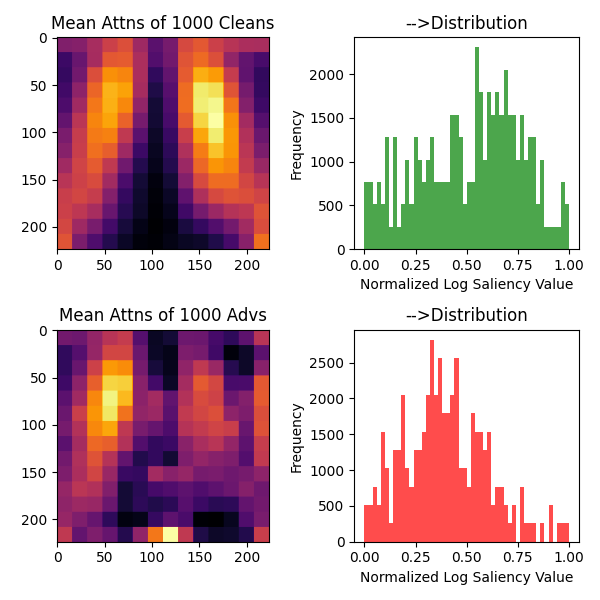 Mean Attns of 1000 Cleans
0
50
100
150
200
0 50 100 150 200
-->Distribution
Frequency
2000
1500
1000
500
0
0.00 0.25 0.50 0.75 1.00
Normalized Log Saliency Value
Mean Attns of 1000 Advs
0
50
100
150
200
0 50 100 150 200
-->Distribution
Frequency
2500
2000
1500
1000
500
0
0.00 0.25 0.50 0.75 1.00
Normalized Log Saliency Value